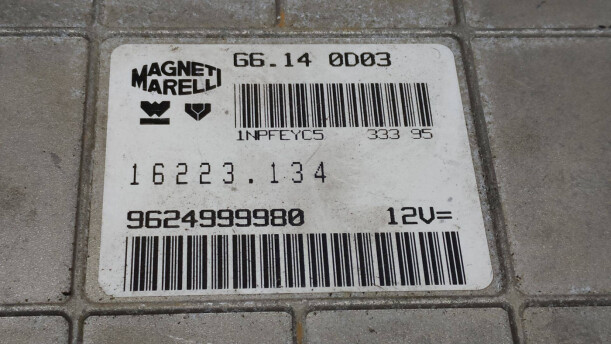 G6.14 0D03
MAGNETI
MARELLI
1NPFEYC5 333 95
16223.134
9624999980 12V=